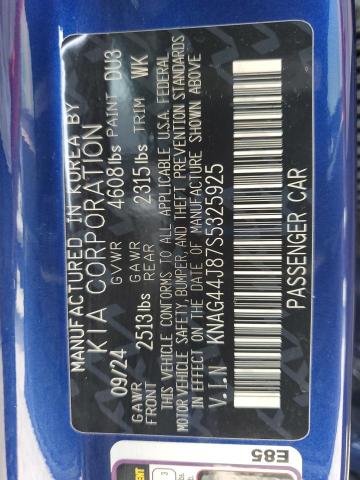 MANUFACTURED IN KOREA BY
KIA CORPORATION
09/24 GVWR 4608lbs PAINT DU3
GAWR FRONT 2513lbs GAWR REAR 2315lbs TRIM WK
THIS VEHICLE CONFORMS TO ALL APPLICABLE U.S.A. FEDERAL
MOTOR VEHICLE SAFETY, BUMPER, AND THEFT PREVENTION STANDARDS
IN EFFECT ON THE DATE OF MANUFACTURE SHOWN ABOVE
V.I.N KNAG44J87S5925925
PASSENGER CAR
E85